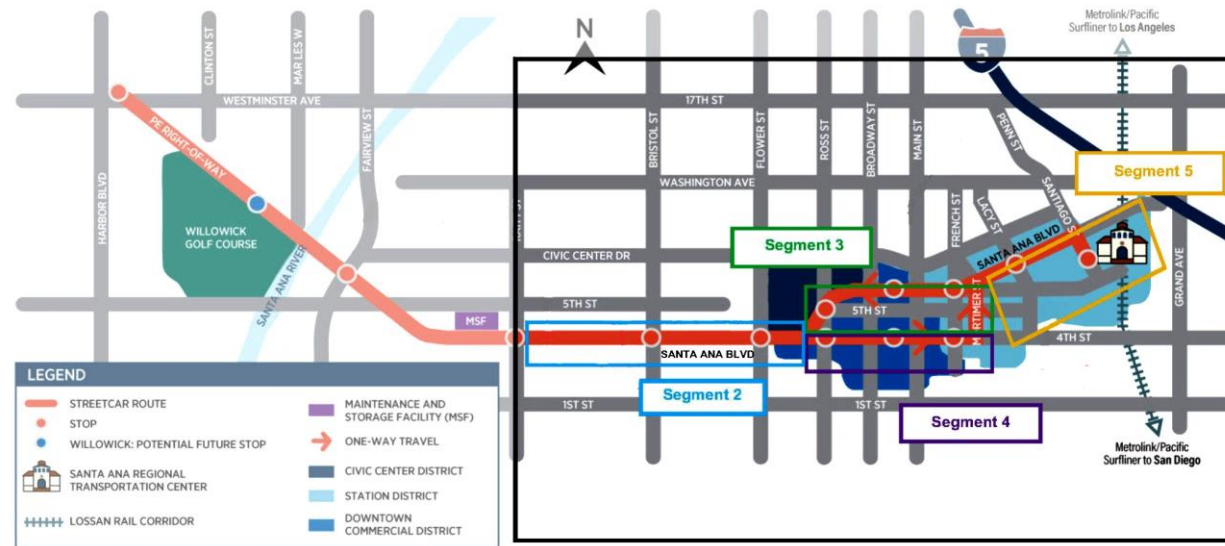 Metrolink/Pacific
Surfliner to Los Angeles
N
5
CLINTON ST
WESTMINSTER AVE
17TH ST
PE RIGHT-OF-WAY
HARBOR BLVD
FAIRVIEW ST
BRISTOL ST
FLOWER ST
ROSS ST
BROADWAY ST
MAIN ST
PENN ST
WASHINGTON AVE
SANTIAGO ST
Segment 5
WILLOWICK
GOLF COURSE
SANTA ANA RIVER
FRENCH ST
LACY ST
Segment 3
SANTA ANA BLVD
CIVIC CENTER DR
GRAND AVE
5TH ST
5TH ST
MORTIMER ST
MSF
4TH ST
SANTA ANA BLVD
Segment 2
1ST ST
1ST ST
Segment 4
Metrolink/Pacific
Surfliner to San Diego
LEGEND
STREETCAR ROUTE
STOP
WILLOWICK: POTENTIAL FUTURE STOP
SANTA ANA REGIONAL
TRANSPORTATION CENTER
LOSSAN RAIL CORRIDOR
MAINTENANCE AND
STORAGE FACILITY (MSF)
ONE-WAY TRAVEL
CIVIC CENTER DISTRICT
STATION DISTRICT
DOWNTOWN
COMMERCIAL DISTRICT